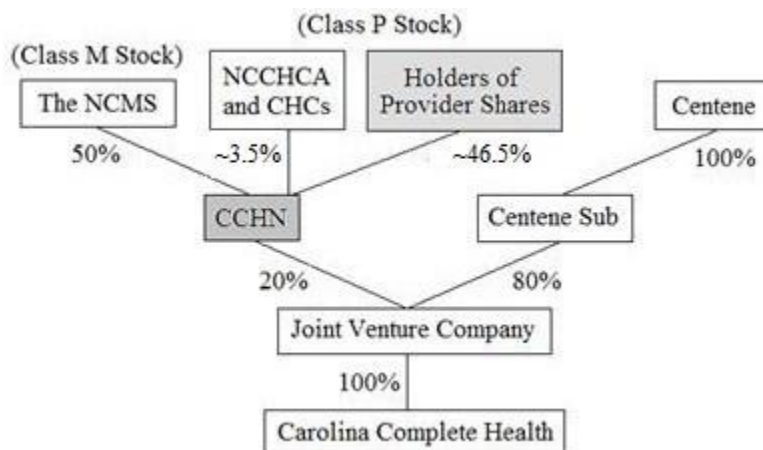 (Class P Stock)
(Class M Stock)
The NCMS
NCCHCA
and CHCs
Holders of
Provider Shares
Centene
50%
~3.5%
~46.5%
100%
CCHN
Centene Sub
20%
80%
Joint Venture Company
100%
Carolina Complete Health